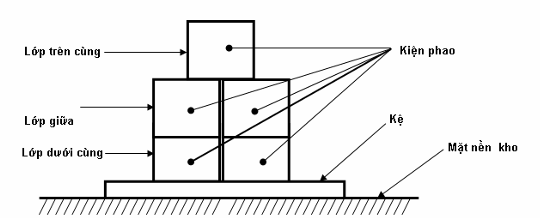 Lớp trên cùng
Kiện phao
Lớp giữa
Kệ
Lớp dưới cùng
Mặt nền kho